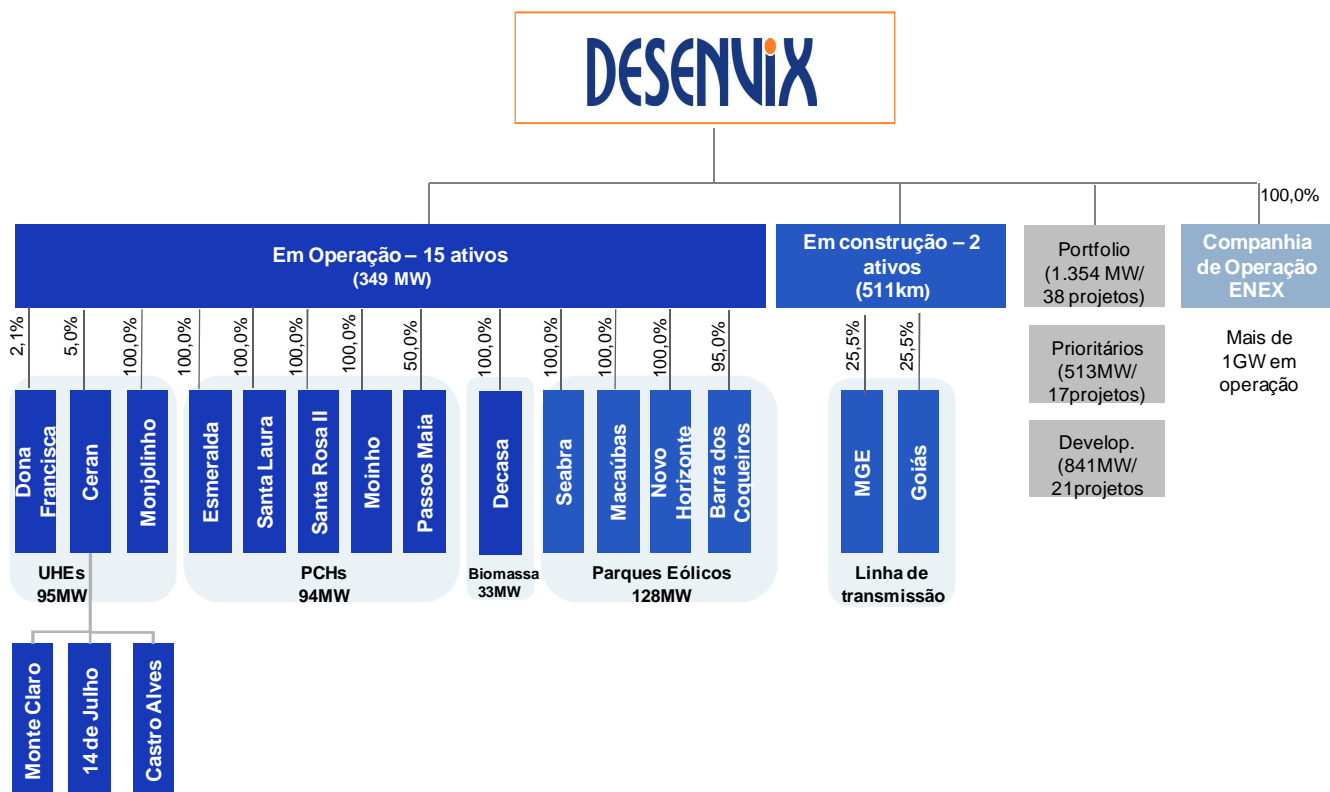 DESENVIX
100,0%
Em Operação – 15 ativos
(349 MW)
Em construção – 2
ativos
(511km)
Portfolio
(1.354 MW/
38 projetos)
Companhia
de Operação
ENEX
Prioritários
(513MW/
17projetos)
Mais de
1GW em
operação
Develop.
(841MW/
21projetos
2,1%
5,0%
100,0%
100,0%
100,0%
100,0%
100,0%
50,0%
100,0%
100,0%
100,0%
100,0%
95,0%
25,5%
25,5%
Dona
Francisca
Ceran
Monjolinho
Esmeralda
Santa Laura
Santa Rosa II
Moinho
Passos Maia
Decasa
Seabra
Macaúbas
Novo
Horizonte
Barra dos
Coqueiros
MGE
Goiás
UHEs
95MW
PCHs
94MW
Biomassa
33MW
Parques Eólicos
128MW
Linha de
transmissão
Monte Claro
14 de Julho
Castro Alves